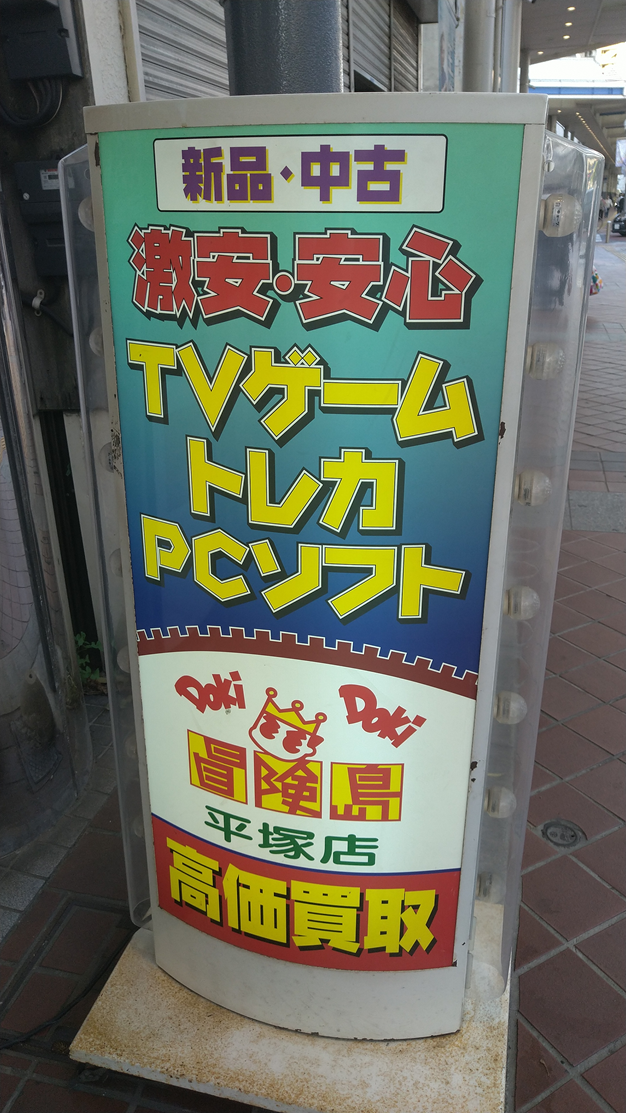 新品・中古
激安・安心
TVゲーム
トレカ
PCソフト
Doki Doki
冒険島
平塚店
高価買取